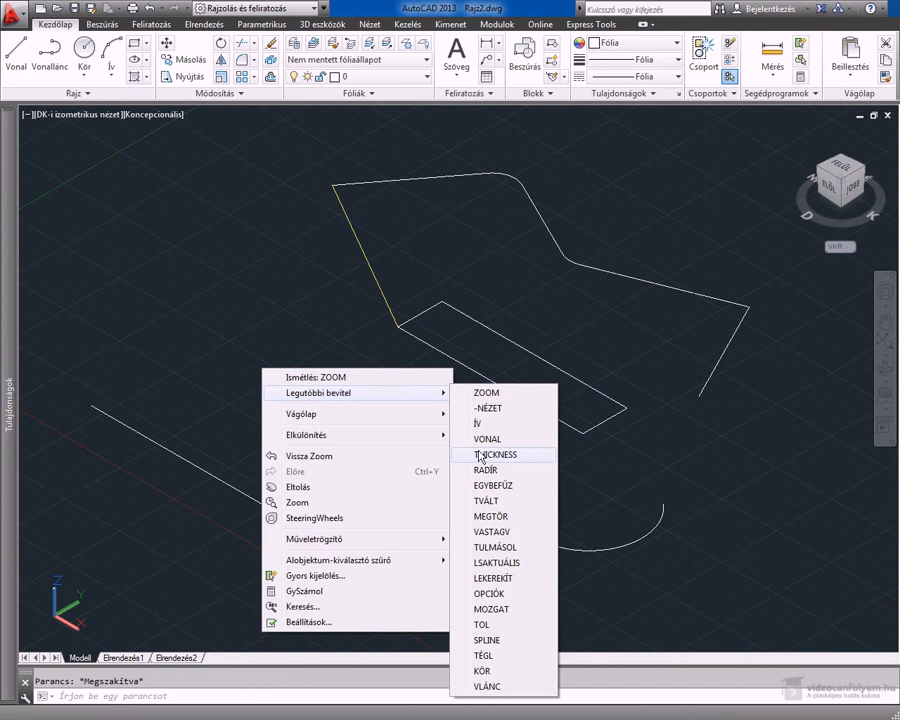 Rajzolás és feliratozás
AutoCAD 2013 Rajz2.dwg
Kulcsszó vagy kifejezés
Bejelentkezés
Kezdőlap
Beszúrás
Feliratozás
Elrendezés
Parametrikus
3D eszközök
Nézet
Kezelés
Kimenet
Modulok
Online
Express Tools
Vonal
Vonallánc
Kör
Ív
Másolás
Nyújtás
Nem mentett fóliaállapot
0
Szöveg
Beszúrás
Fólia
Fólia
Fólia
Csoport
Mérés
Beillesztés
Rajz
Módosítás
Fóliák
Feliratozás
Blokk
Tulajdonságok
Csoportok
Segédprogramok
Vágólap
[−][DK-i izometrikus nézet][Koncepcionális]
FELÜL
ELÖL
JOBB
D
K
VKR
Tulajdonságok
Ismétlés: ZOOM
Legutóbbi bevitel
Vágólap
Elkülönítés
Vissza Zoom
Előre Ctrl+Y
Eltolás
Zoom
SteeringWheels
Műveletrögzítő
Alobjektum-kiválasztó szűrő
Gyors kijelölés...
GySzámol
Keresés...
Beállítások...
ZOOM
-NÉZET
ÍV
VONAL
THICKNESS
RADÍR
EGYBEFŰZ
TVÁLT
MEGTÖR
VASTAGV
TULMÁSOL
LSAKTUÁLIS
LEKEREKÍT
OPCIÓK
MOZGAT
TOL
SPLINE
TÉGL
KÖR
VLÁNC
Z
Y
X
Modell
Elrendezés1
Elrendezés2
Parancs: *Megszakítva*
Írjon be egy parancsot
videotanfolyam.hu